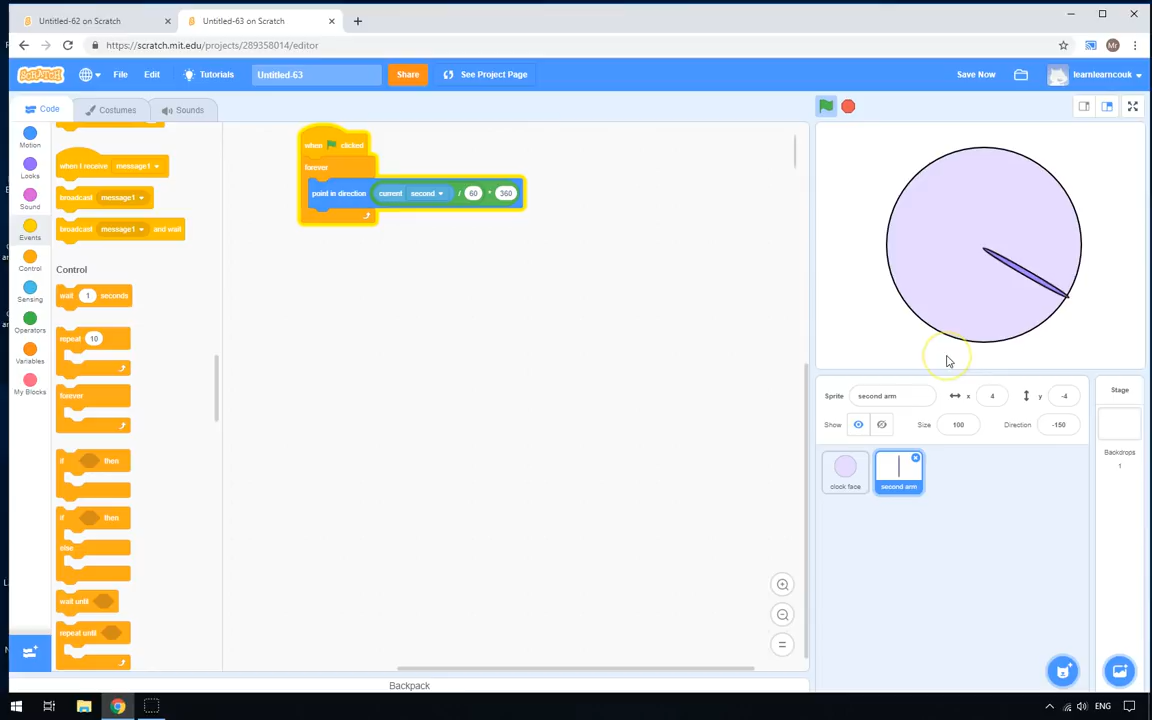 Untitled-62 on Scratch
Untitled-63 on Scratch
https://scratch.mit.edu/projects/289358014/editor
Mr
SCRATCH
File
Edit
Tutorials
Untitled-63
Share
See Project Page
Save Now
learnlearncouk
Code
Costumes
Sounds
Motion
Looks
Sound
Events
Control
Sensing
Operators
Variables
My Blocks
when I receive message1
broadcast message1
broadcast message1 and wait
Control
wait 1 seconds
repeat 10
forever
if then
if then
else
wait until
repeat until
when clicked
forever
point in direction current second / 60 * 360
Sprite second arm x 4 y -4
Show Size 100 Direction -150
clock face
second arm
Stage
Backdrops
1
Backpack
ENG